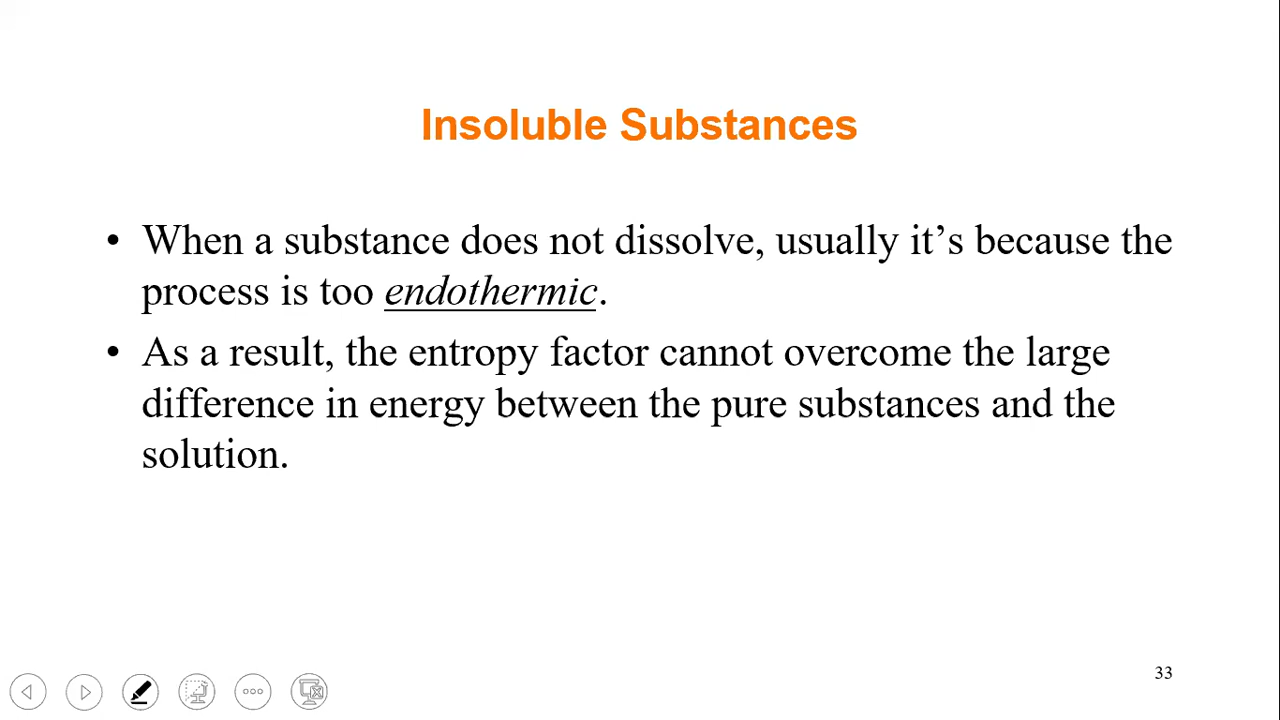 Insoluble Substances
• When a substance does not dissolve, usually it’s because the
process is too endothermic.
• As a result, the entropy factor cannot overcome the large
difference in energy between the pure substances and the
solution.
33